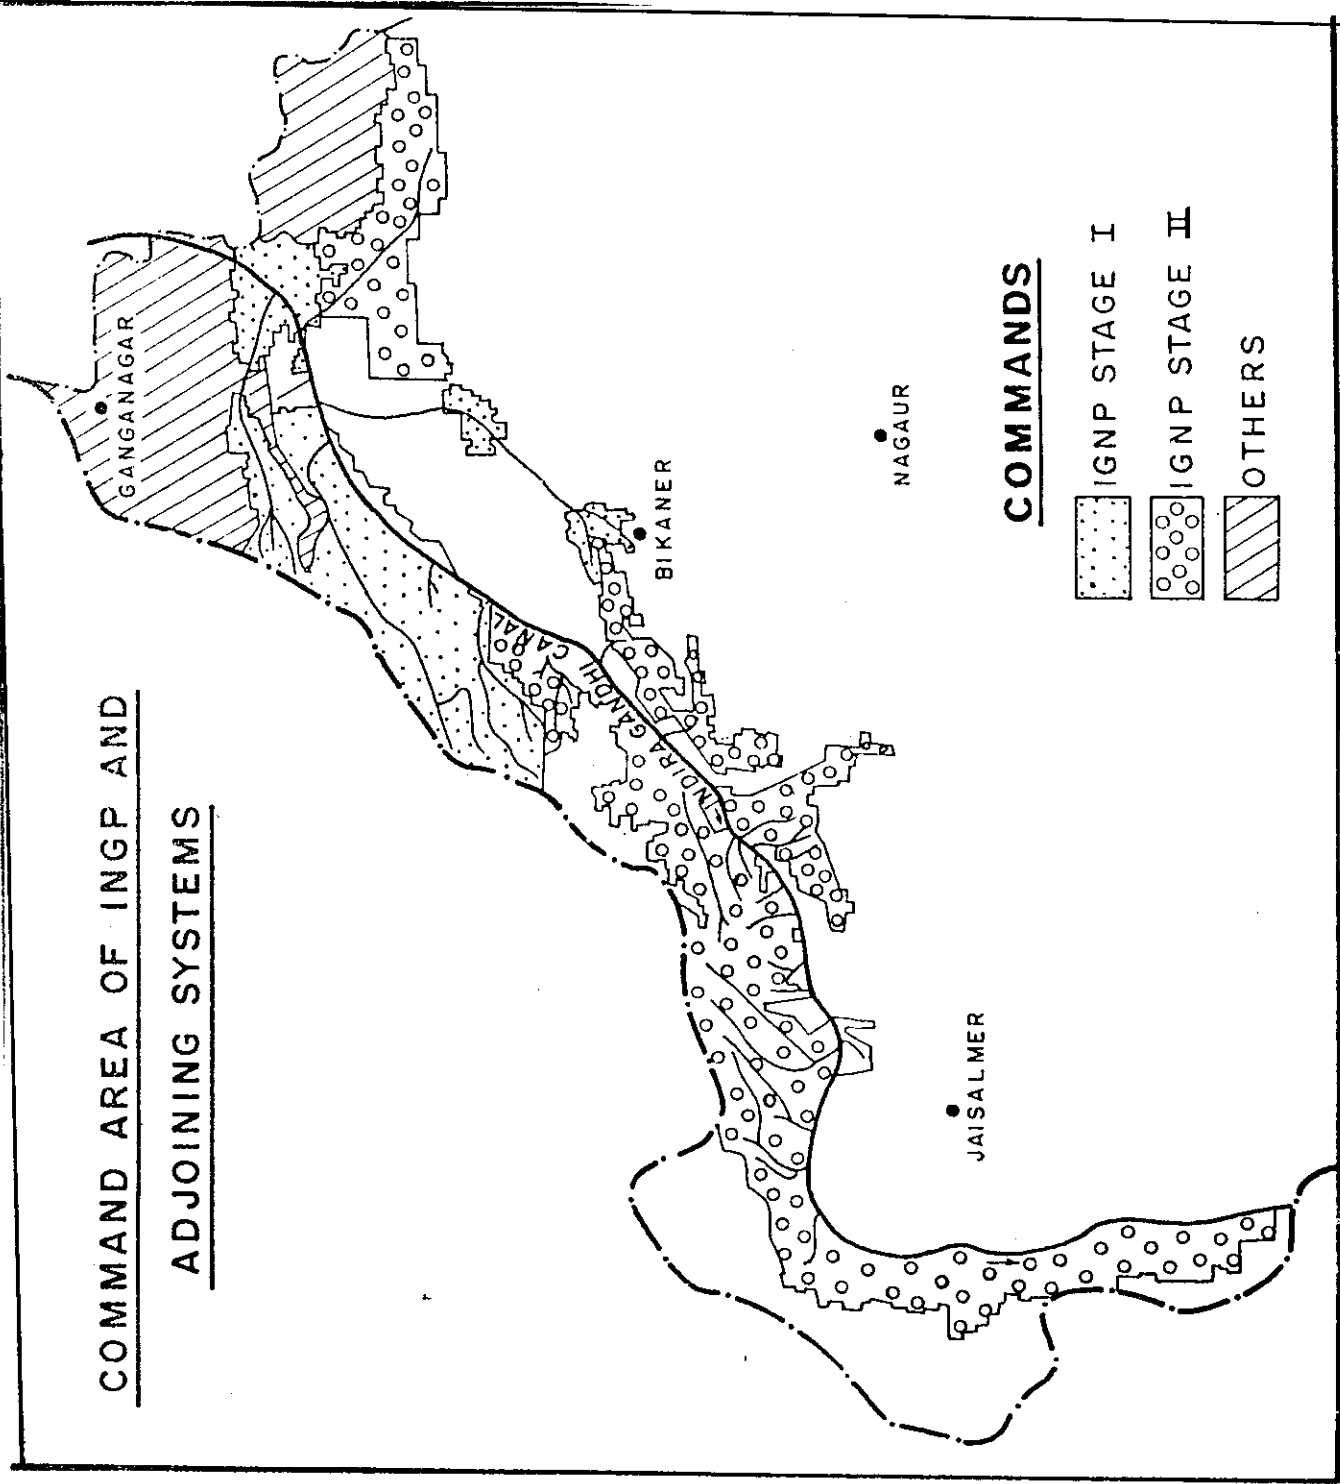 COMMAND AREA OF INGP AND
ADJOINING SYSTEMS
GANGANAGAR
BIKANER
NAGAUR
JAISALMER
INDIRA GANDHI CANAL
COMMANDS
IGNP STAGE I
IGNP STAGE II
OTHERS